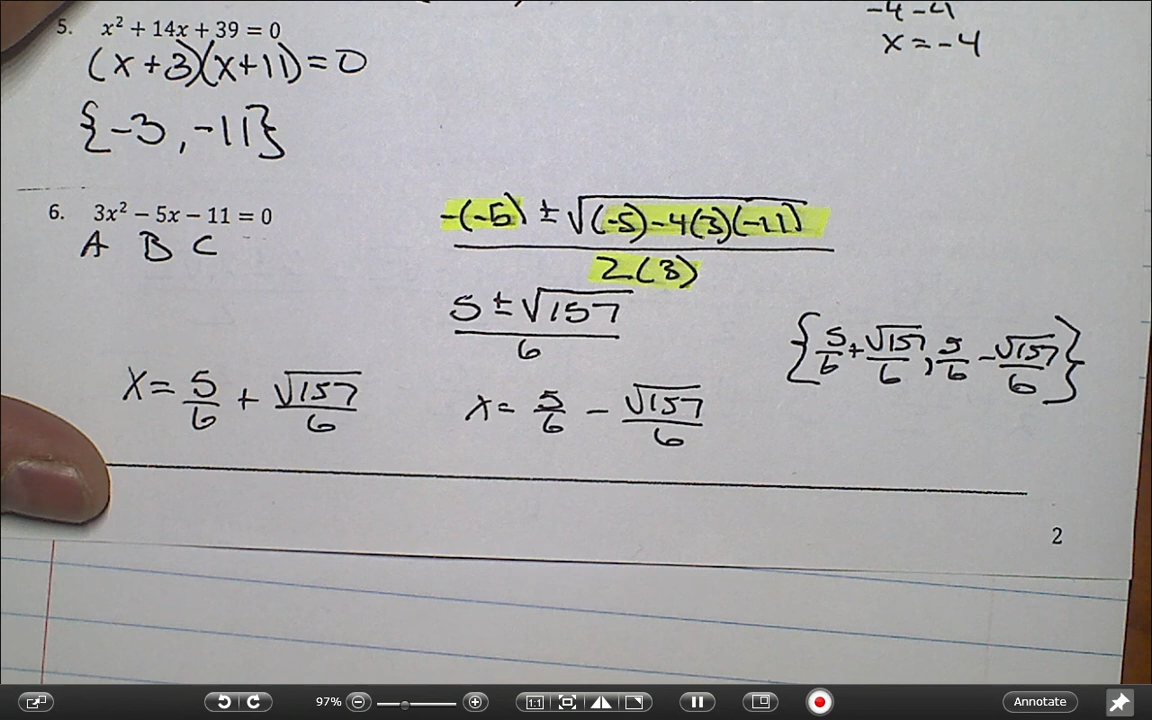 -4 -4
5. x² + 14x + 39 = 0
x = -4
(x+3)(x+11) = 0
{-3, -11}
6. 3x² − 5x − 11 = 0
A B C
-(-5) ± √(-5)-4(3)(-11)
2(3)
5 ± √157
6
x = 5/6 + √157/6
x = 5/6 - √157/6
{5/6 + √157/6, 5/6 - √157/6}
2
97%
1:1
Annotate